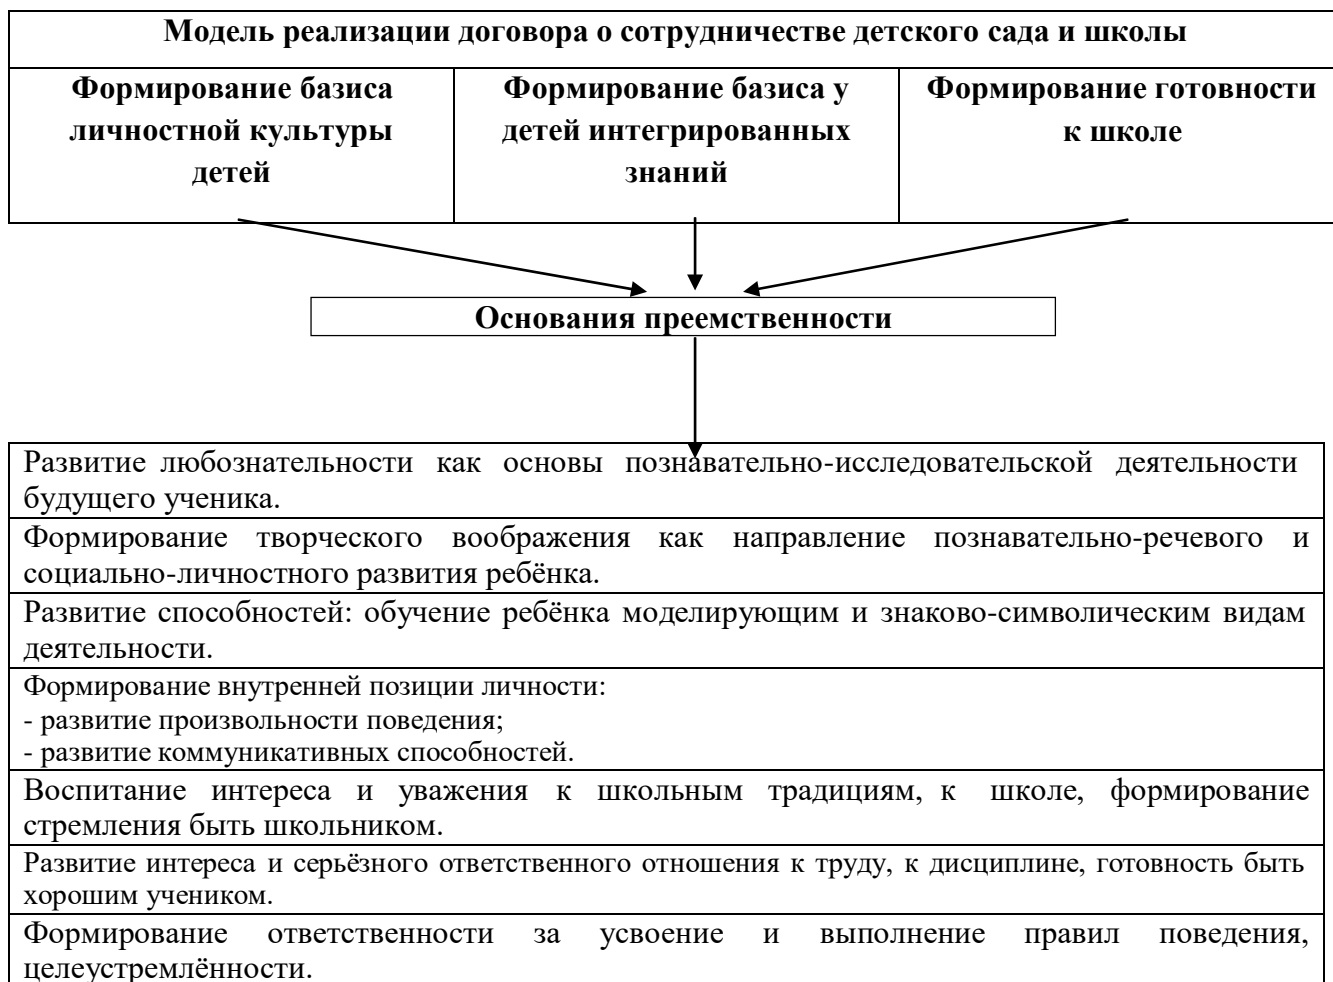 Модель реализации договора о сотрудничестве детского сада и школы
Формирование базиса
личностной культуры
детей
Формирование базиса у
детей интегрированных
знаний
Формирование готовности
к школе
Основания преемственности
Развитие любознательности как основы познавательно-исследовательской деятельности
будущего ученика.
Формирование творческого воображения как направление познавательно-речевого и
социально-личностного развития ребёнка.
Развитие способностей: обучение ребёнка моделирующим и знаково-символическим видам
деятельности.
Формирование внутренней позиции личности:
- развитие произвольности поведения;
- развитие коммуникативных способностей.
Воспитание интереса и уважения к школьным традициям, к школе, формирование
стремления быть школьником.
Развитие интереса и серьёзного ответственного отношения к труду, к дисциплине, готовность быть
хорошим учеником.
Формирование ответственности за усвоение и выполнение правил поведения,
целеустремлённости.